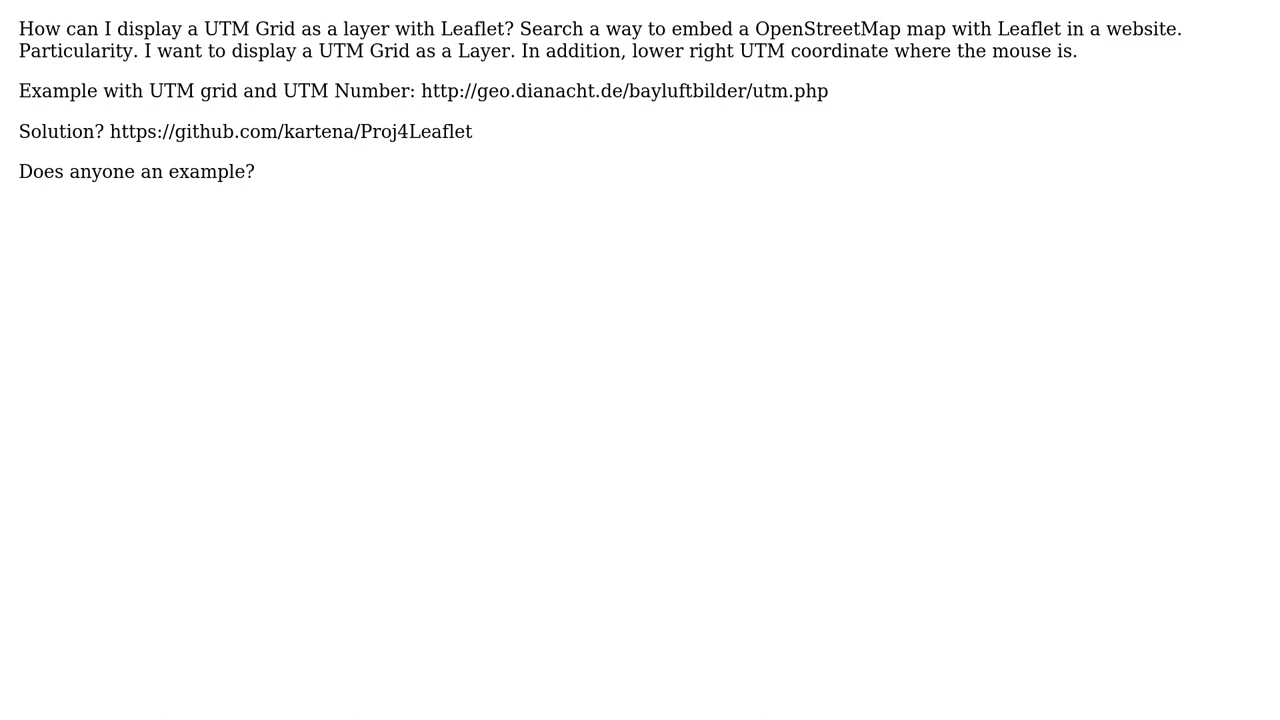 How can I display a UTM Grid as a layer with Leaflet? Search a way to embed a OpenStreetMap map with Leaflet in a website.
Particularity. I want to display a UTM Grid as a Layer. In addition, lower right UTM coordinate where the mouse is.
Example with UTM grid and UTM Number: http://geo.dianacht.de/bayluftbilder/utm.php
Solution? https://github.com/kartena/Proj4Leaflet
Does anyone an example?